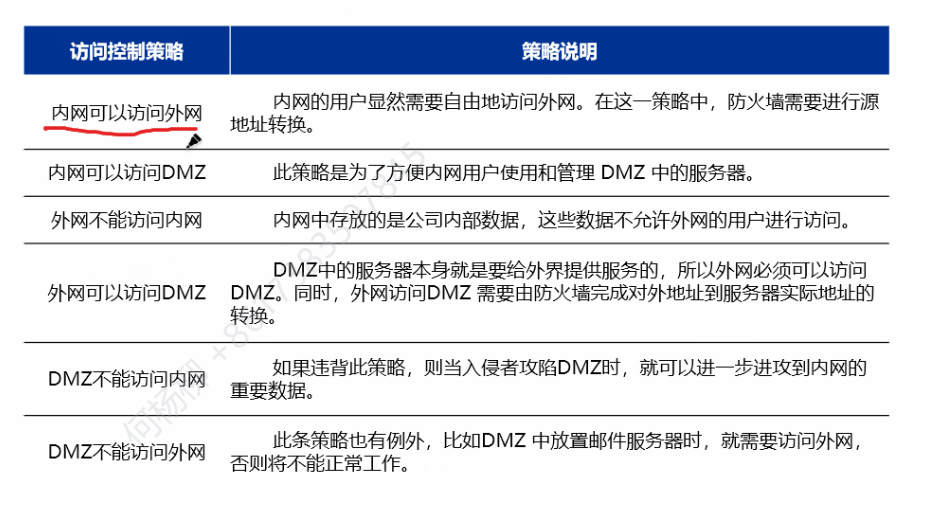 访问控制策略
策略说明
内网可以访问外网
内网的用户显然需要自由地访问外网。在这一策略中，防火墙需要进行源
地址转换。
内网可以访问DMZ
此策略是为了方便内网用户使用和管理 DMZ 中的服务器。
外网不能访问内网
内网中存放的是公司内部数据，这些数据不允许外网的用户进行访问。
外网可以访问DMZ
DMZ中的服务器本身就是要给外界提供服务的，所以外网必须可以访问
DMZ。同时，外网访问DMZ 需要由防火墙完成对外地址到服务器实际地址的
转换。
DMZ不能访问内网
如果违背此策略，则当入侵者攻陷DMZ时，就可以进一步进攻到内网的
重要数据。
DMZ不能访问外网
此条策略也有例外，比如DMZ 中放置邮件服务器时，就需要访问外网，
否则将不能正常工作。